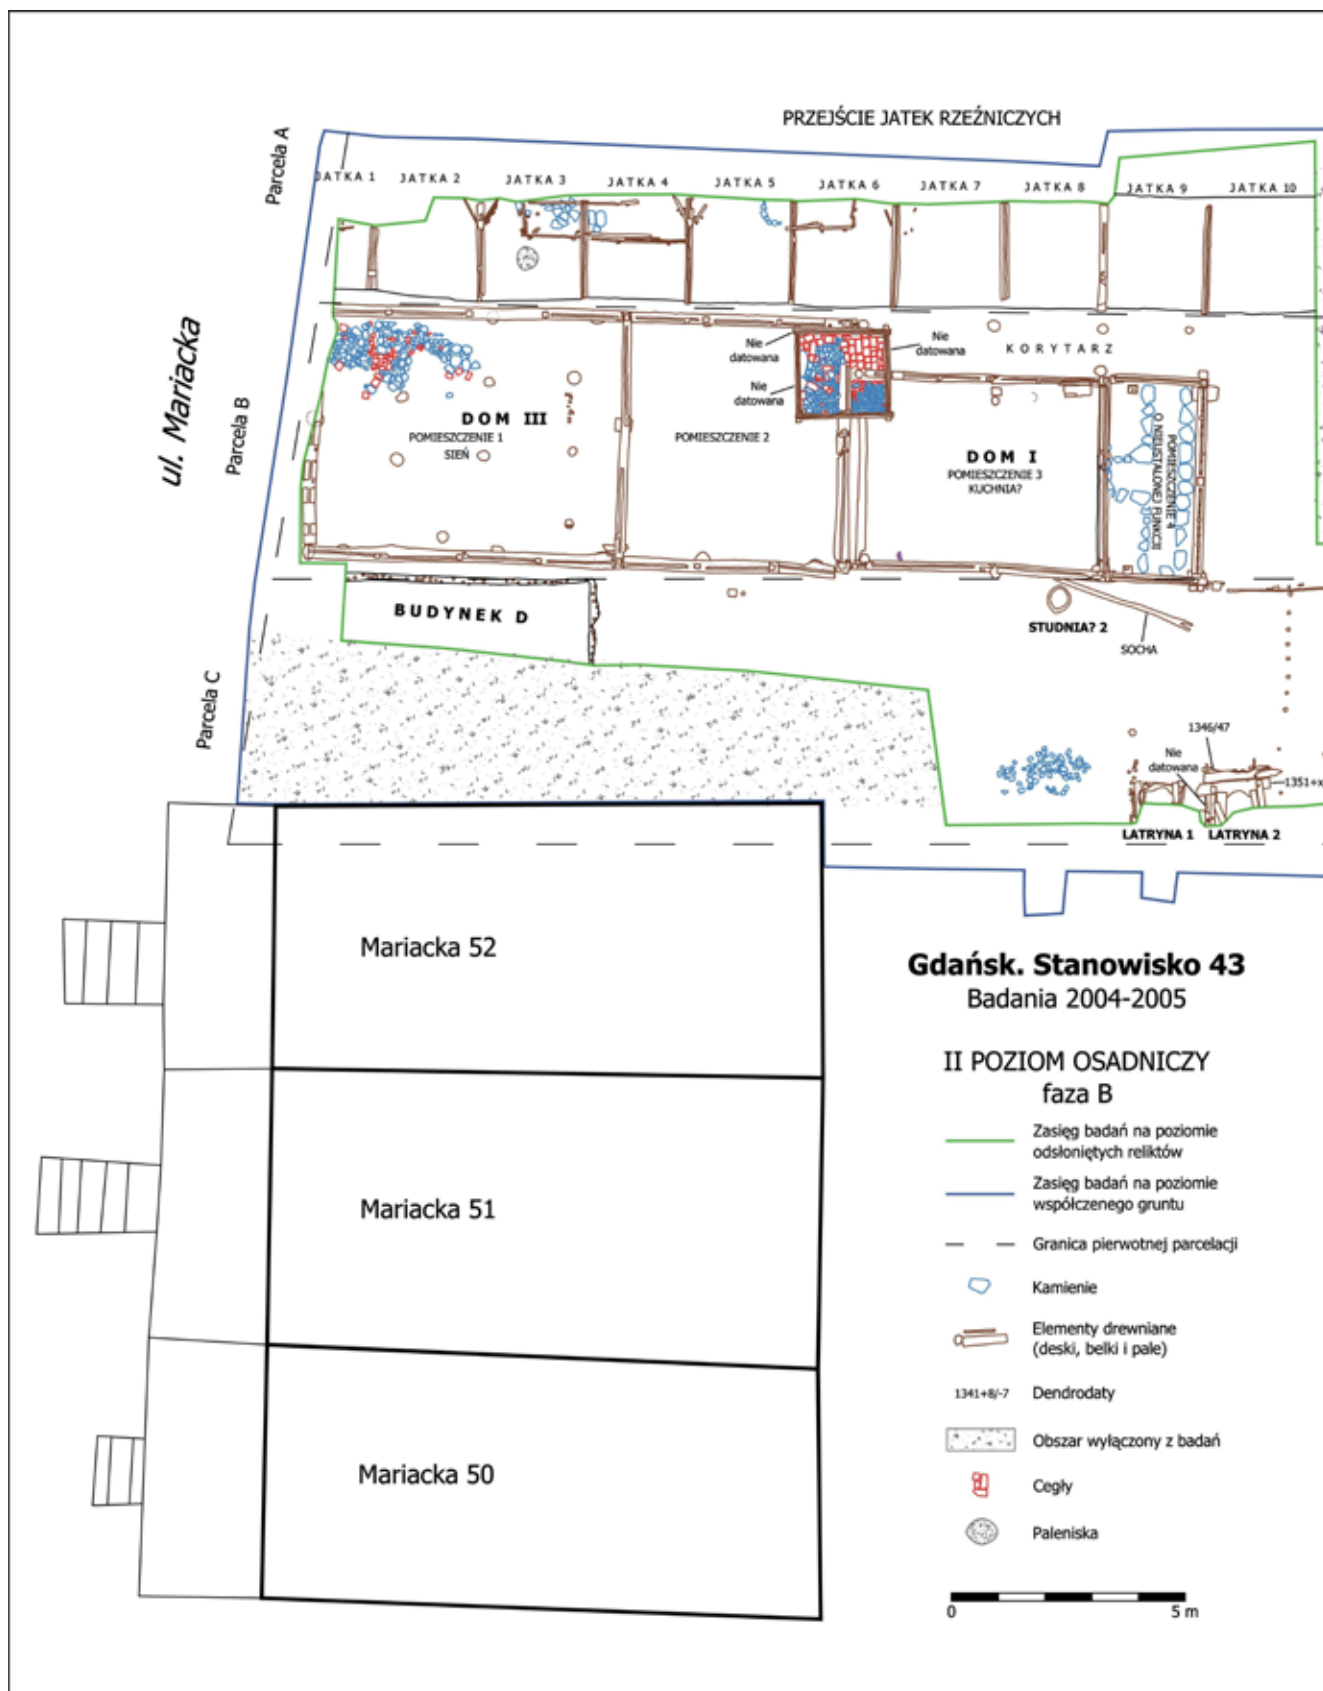 PRZEJŚCIE JATEK RZEŹNICZYCH
Parcela A
JATKA 1
JATKA 2
JATKA 3
JATKA 4
JATKA 5
JATKA 6
JATKA 7
JATKA 8
JATKA 9
JATKA 10
ul. Mariacka
Parcela B
Nie
datowana
Nie
datowana
Nie
datowana
KORYTARZ
DOM III
POMIESZCZENIE 1
SIEŃ
POMIESZCZENIE 2
DOM I
POMIESZCZENIE 3
KUCHNIA?
POMIESZCZENIE 4
O NIEUSTALONEJ FUNKCJI
BUDYNEK D
STUDNIA? 2
SOCHA
Parcela C
1346/47
Nie
datowana
1351+x
LATRYNA 1
LATRYNA 2
Mariacka 52
Mariacka 51
Mariacka 50
Gdańsk. Stanowisko 43
Badania 2004-2005
II POZIOM OSADNICZY
faza B
Zasięg badań na poziomie
odsłoniętych reliktów
Zasięg badań na poziomie
współczenego gruntu
Granica pierwotnej parcelacji
Kamienie
Elementy drewniane
(deski, belki i pale)
1341+8/-7
Dendrodaty
Obszar wyłączony z badań
Cegły
Paleniska
0
5 m